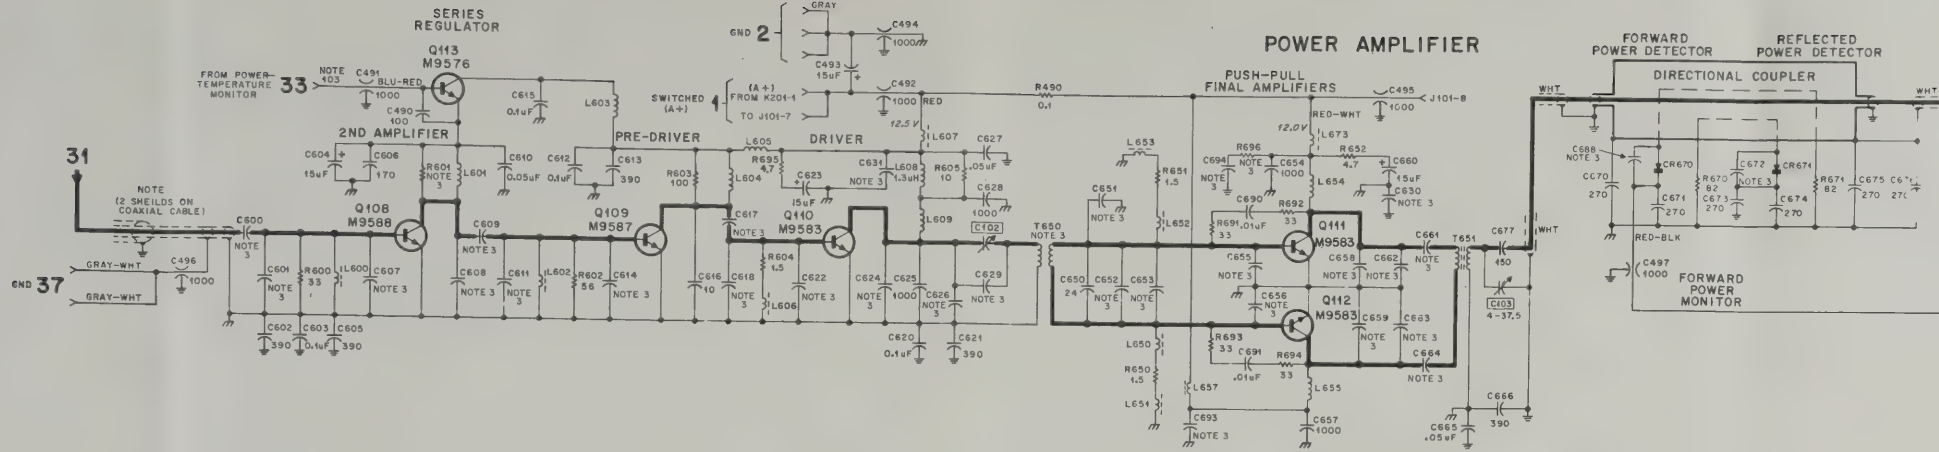 SERIES
REGULATOR
Q113
M9576
FROM POWER-
TEMPERATURE
MONITOR
33
NOTE
103
C491
1000
BLU-RED
C490
100
C615
0.1uF
L603
GND 2
GRAY
C494
1000
C493
15uF
SWITCHED
(A+)
1
(A+)
FROM K201-1
TO J101-7
C492
1000
RED
12.5V
L607
R490
0.1
POWER AMPLIFIER
PUSH-PULL
FINAL AMPLIFIERS
C495
1000
J101-8
RED-WHT
12.0V
L673
FORWARD
POWER DETECTOR
REFLECTED
POWER DETECTOR
DIRECTIONAL COUPLER
WHT
WHT
2ND AMPLIFIER
PRE-DRIVER
L605
DRIVER
C604
15uF
C606
170
R601
NOTE
3
L601
C610
0.05uF
C612
0.1uF
C613
390
R603
100
L604
R695
4.7
C623
15uF
C631
NOTE 3
L608
1.3uH
R605
10
C627
.05uF
C628
1000
L609
L653
R651
1.5
L652
C651
NOTE 3
C694
NOTE
3
R696
NOTE
3
C654
1000
L654
R652
4.7
C660
15uF
C630
NOTE 3
C688
NOTE 3
CR670
C672
NOTE 3
CR671
C670
270
C671
270
R670
82
C673
270
C674
270
R671
82
C675
270
RED-BLK
31
NOTE
(2 SHEILDS ON
COAXIAL CABLE)
C600
NOTE
3
Q108
M9588
C609
NOTE 3
Q109
M9587
C617
NOTE 3
Q110
M9583
C102
T650
NOTE 3
C690
.01uF
R691
33
R692
33
Q111
M9583
C661
NOTE 3
T651
C677
150
WHT
GND 37
GRAY-WHT
GRAY-WHT
C496
1000
C601
NOTE
3
R600
33
L600
C607
NOTE
3
C608
NOTE
3
C611
NOTE
3
L602
R602
56
C614
NOTE
3
C616
10
C618
NOTE
3
R604
1.5
L606
C622
NOTE
3
C624
NOTE
3
C625
1000
C626
NOTE
3
C629
NOTE
3
C650
24
C652
NOTE
3
C653
NOTE
3
C655
NOTE 3
C656
NOTE
3
C658
NOTE
3
C662
NOTE
3
Q112
M9583
C659
NOTE
3
C663
NOTE
3
C103
4-37.5
C497
1000
FORWARD
POWER
MONITOR
C602
390
C603
0.1uF
C605
390
C620
0.1uF
C621
390
L650
R650
1.5
L651
R693
33
C691
.01uF
R694
33
C664
NOTE 3
L657
L655
C693
NOTE 3
C657
1000
C666
390
C665
.05uF